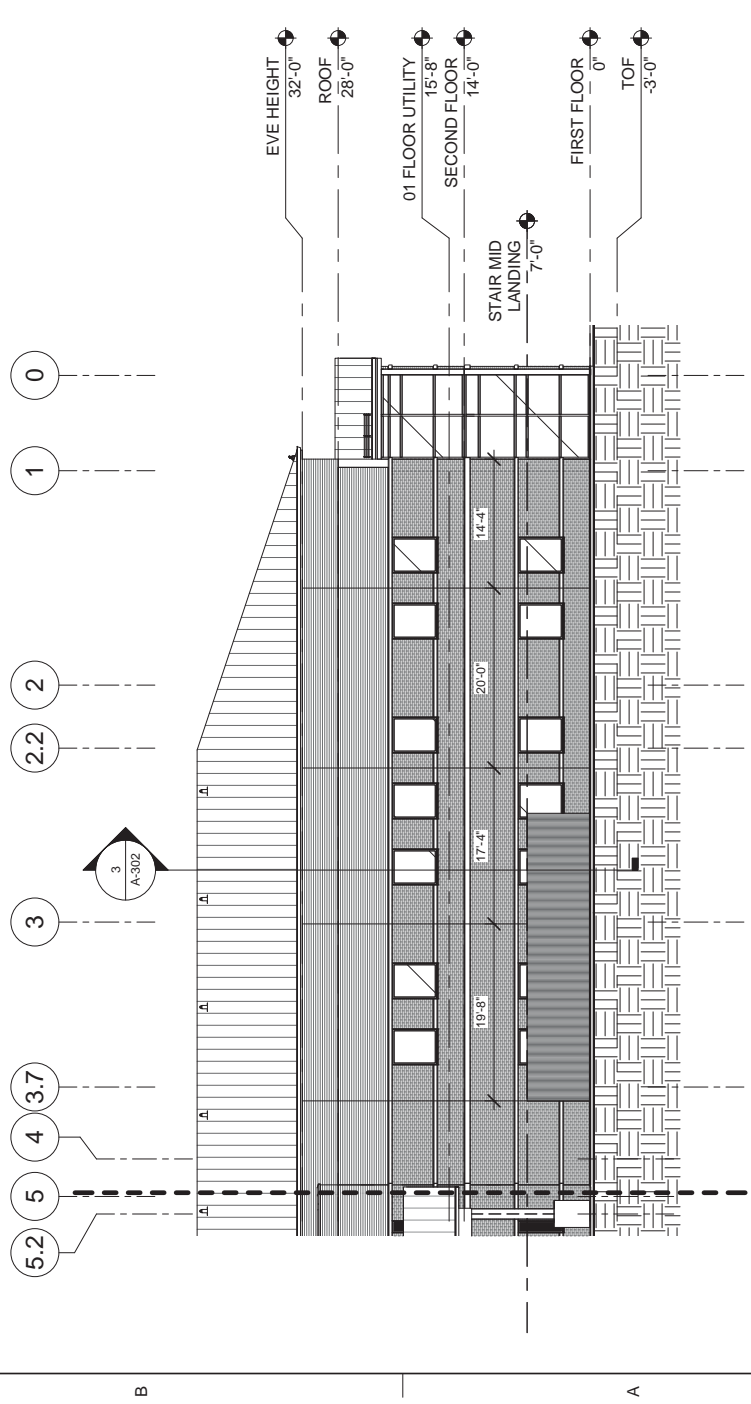 5.2
5
4
3.7
3
2.2
2
1
0
3
A-302
EVE HEIGHT
32'-0"
ROOF
28'-0"
01 FLOOR UTILITY
15'-8"
SECOND FLOOR
14'-0"
STAIR MID
LANDING
7'-0"
FIRST FLOOR
0"
TOF
-3'-0"
19'-8"
17'-4"
20'-0"
14'-4"
B
A